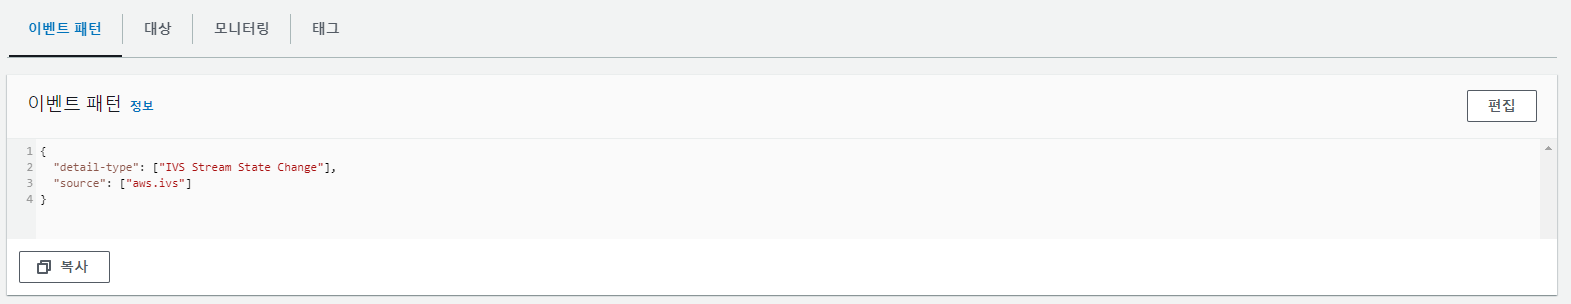 이벤트 패턴 대상 모니터링 태그
이벤트 패턴 정보 편집
1 {
2 "detail-type": ["IVS Stream State Change"],
3 "source": ["aws.ivs"]
4 }
복사